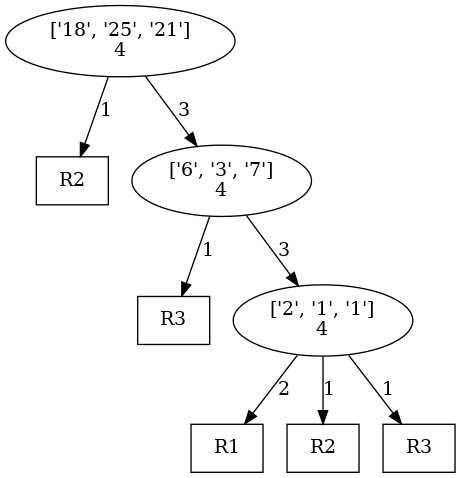 ['18', '25', '21']
4
1
3
R2
['6', '3', '7']
4
1
3
R3
['2', '1', '1']
4
2
1
1
R1
R2
R3